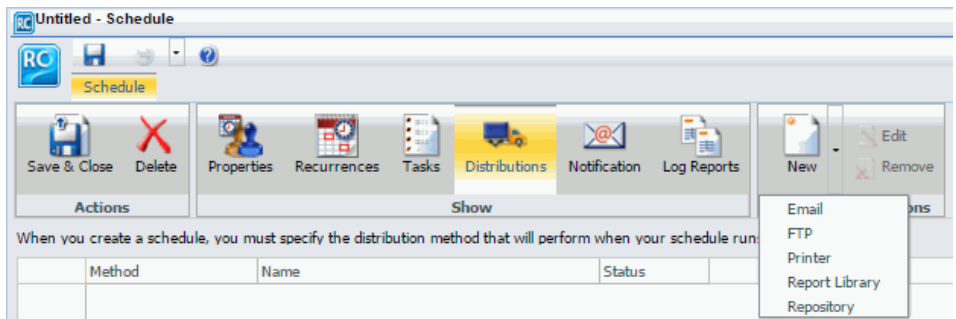 RC Untitled - Schedule
RC
Schedule
Save & Close Delete Properties Recurrences Tasks Distributions Notification Log Reports New Edit
Remove
Actions Show ons
When you create a schedule, you must specify the distribution method that will perform when your schedule runs
Method Name Status
Email
FTP
Printer
Report Library
Repository